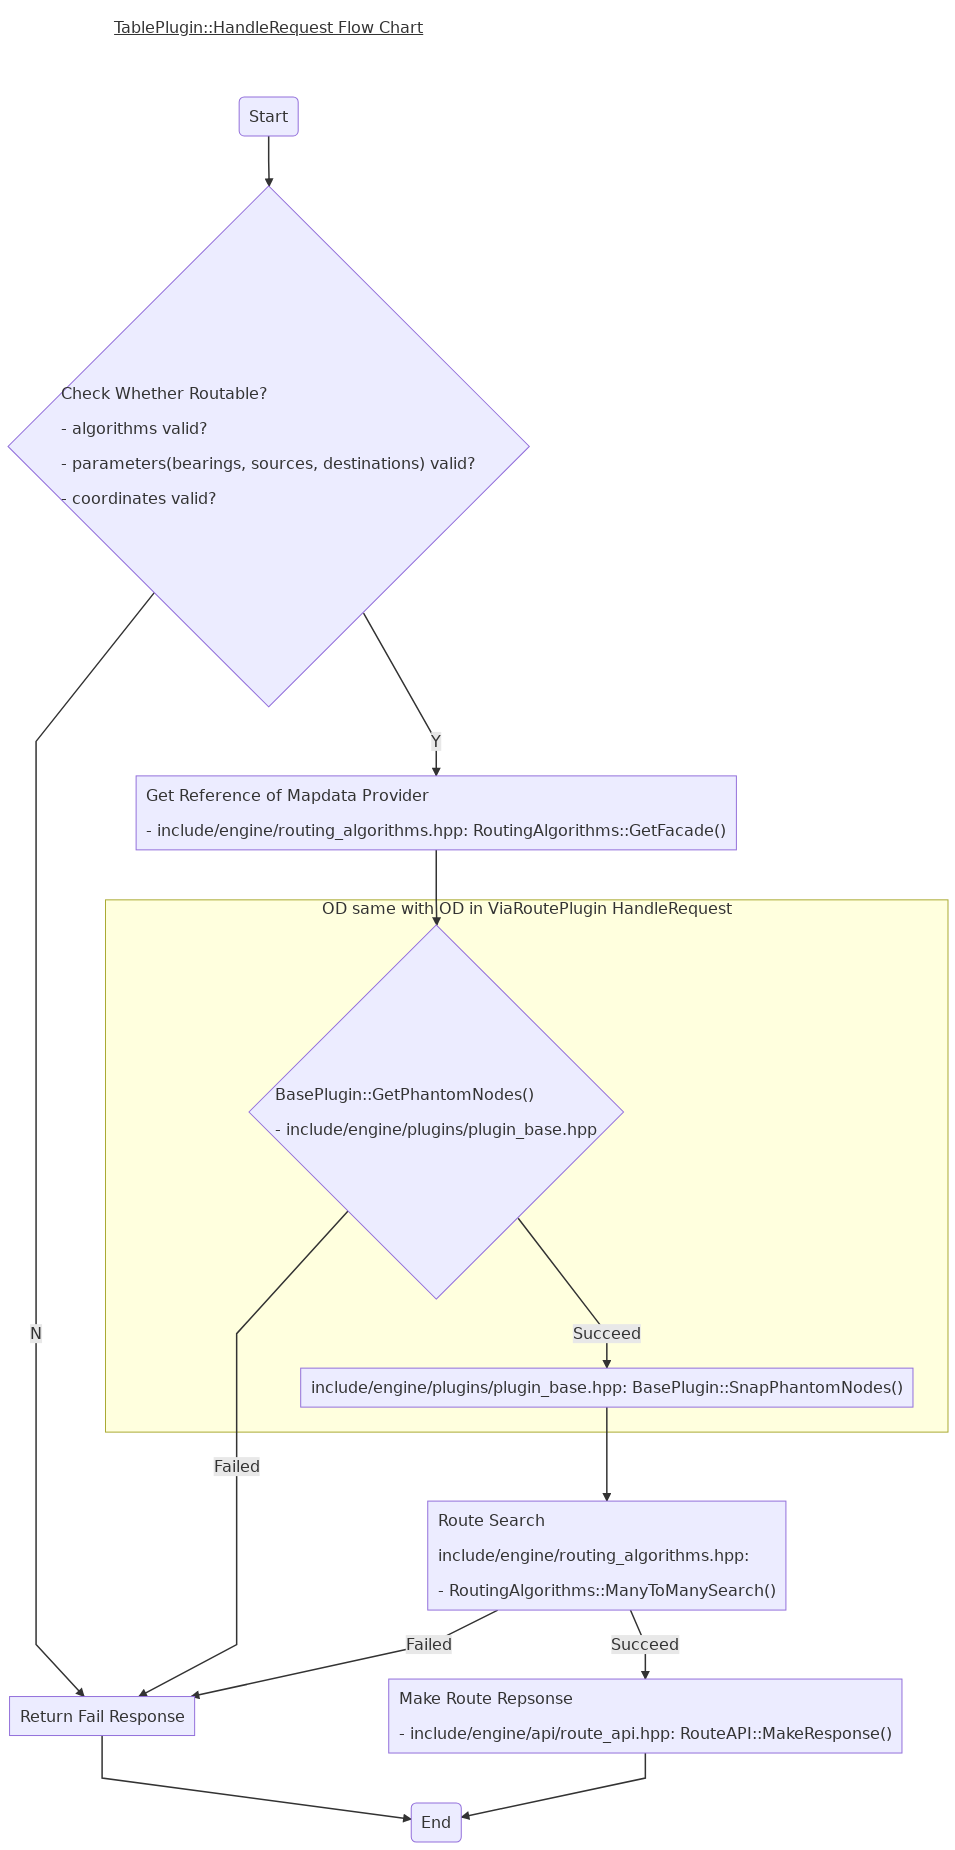 TablePlugin::HandleRequest Flow Chart
Start
Check Whether Routable?
- algorithms valid?
- parameters(bearings, sources, destinations) valid?
- coordinates valid?
Y
Get Reference of Mapdata Provider
- include/engine/routing_algorithms.hpp: RoutingAlgorithms::GetFacade()
OD same with OD in ViaRoutePlugin HandleRequest
BasePlugin::GetPhantomNodes()
- include/engine/plugins/plugin_base.hpp
N
Succeed
include/engine/plugins/plugin_base.hpp: BasePlugin::SnapPhantomNodes()
Failed
Route Search
include/engine/routing_algorithms.hpp:
- RoutingAlgorithms::ManyToManySearch()
Failed
Succeed
Return Fail Response
Make Route Repsonse
- include/engine/api/route_api.hpp: RouteAPI::MakeResponse()
End